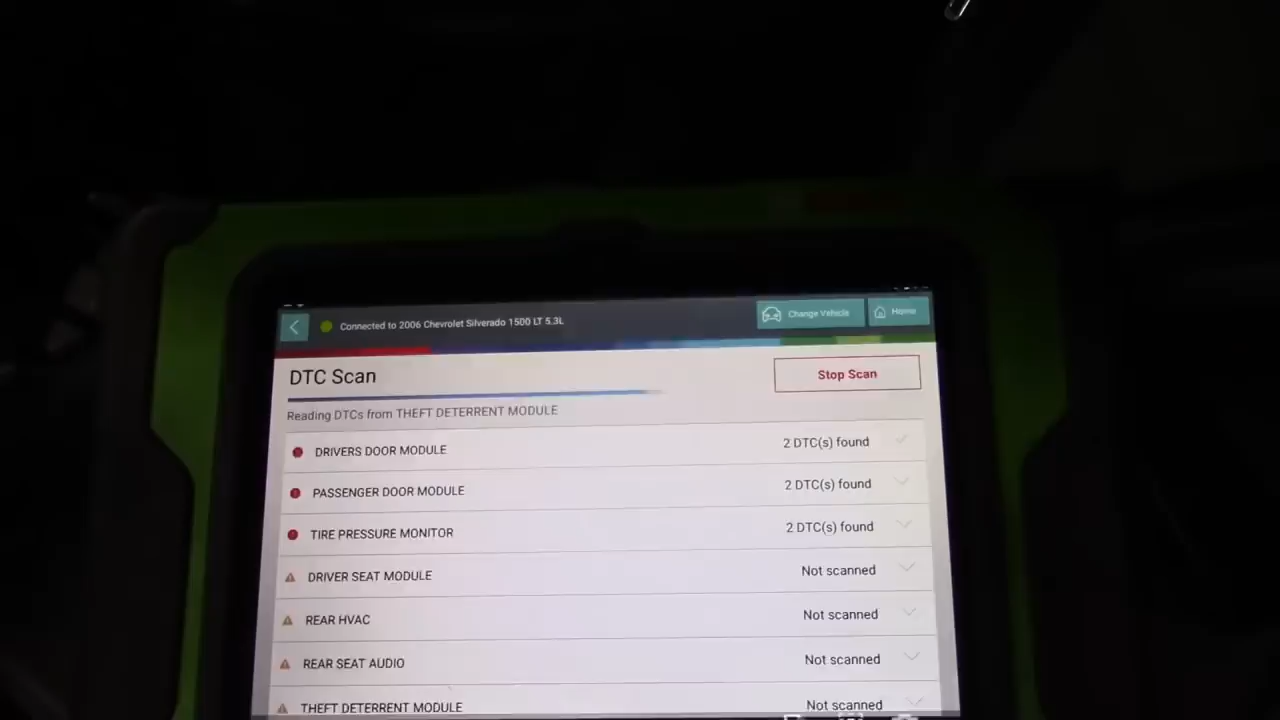 Connected to 2006 Chevrolet Silverado 1500 LT 5.3L
Change Vehicle
Home
DTC Scan
Stop Scan
Reading DTCs from THEFT DETERRENT MODULE
DRIVERS DOOR MODULE 2 DTC(s) found
PASSENGER DOOR MODULE 2 DTC(s) found
TIRE PRESSURE MONITOR 2 DTC(s) found
DRIVER SEAT MODULE Not scanned
REAR HVAC Not scanned
REAR SEAT AUDIO Not scanned
THEFT DETERRENT MODULE Not scanned